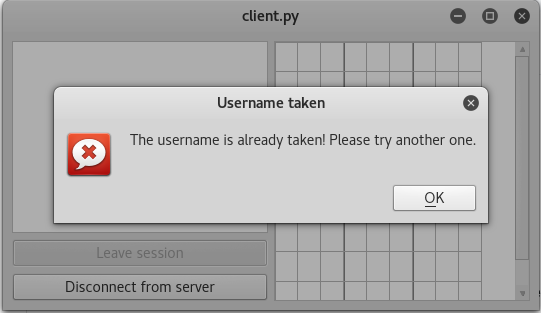 client.py
Username taken
The username is already taken! Please try another one.
OK
Leave session
Disconnect from server